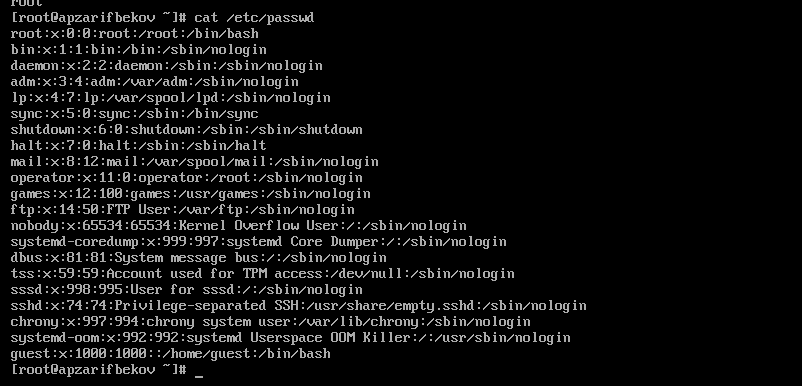 root
[root@apzarifbekov ~]# cat /etc/passwd
root:x:0:0:root:/root:/bin/bash
bin:x:1:1:bin:/bin:/sbin/nologin
daemon:x:2:2:daemon:/sbin:/sbin/nologin
adm:x:3:4:adm:/var/adm:/sbin/nologin
lp:x:4:7:lp:/var/spool/lpd:/sbin/nologin
sync:x:5:0:sync:/sbin:/bin/sync
shutdown:x:6:0:shutdown:/sbin:/sbin/shutdown
halt:x:7:0:halt:/sbin:/sbin/halt
mail:x:8:12:mail:/var/spool/mail:/sbin/nologin
operator:x:11:0:operator:/root:/sbin/nologin
games:x:12:100:games:/usr/games:/sbin/nologin
ftp:x:14:50:FTP User:/var/ftp:/sbin/nologin
nobody:x:65534:65534:Kernel Overflow User:/:/sbin/nologin
systemd-coredump:x:999:997:systemd Core Dumper:/:/sbin/nologin
dbus:x:81:81:System message bus:/:/sbin/nologin
tss:x:59:59:Account used for TPM access:/dev/null:/sbin/nologin
sssd:x:998:995:User for sssd:/:/sbin/nologin
sshd:x:74:74:Privilege-separated SSH:/usr/share/empty.sshd:/sbin/nologin
chrony:x:997:994:chrony system user:/var/lib/chrony:/sbin/nologin
systemd-oom:x:992:992:systemd Userspace OOM Killer:/:/usr/sbin/nologin
guest:x:1000:1000::/home/guest:/bin/bash
[root@apzarifbekov ~]# _